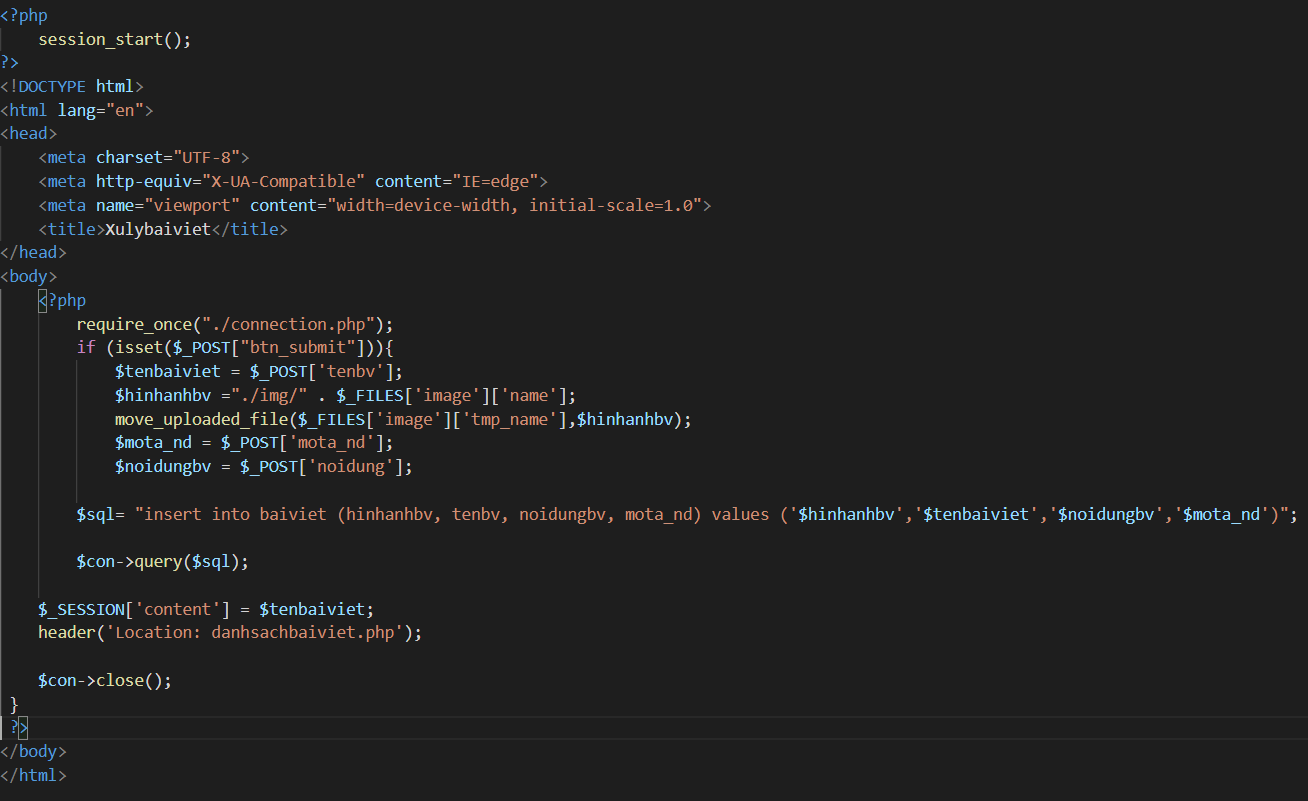 <?php
    session_start();
?>
<!DOCTYPE html>
<html lang="en">
<head>
    <meta charset="UTF-8">
    <meta http-equiv="X-UA-Compatible" content="IE=edge">
    <meta name="viewport" content="width=device-width, initial-scale=1.0">
    <title>Xulybaiviet</title>
</head>
<body>
    <?php
        require_once("./connection.php");
        if (isset($_POST["btn_submit"])){
            $tenbaiviet = $_POST['tenbv'];
            $hinhanhbv ="./img/" . $_FILES['image']['name'];
            move_uploaded_file($_FILES['image']['tmp_name'],$hinhanhbv);
            $mota_nd = $_POST['mota_nd'];
            $noidungbv = $_POST['noidung'];

        $sql= "insert into baiviet (hinhanhbv, tenbv, noidungbv, mota_nd) values ('$hinhanhbv','$tenbaiviet','$noidungbv','$mota_nd')";

        $con->query($sql);

    $_SESSION['content'] = $tenbaiviet;
    header('Location: danhsachbaiviet.php');

    $con->close();
 }
 ?>
</body>
</html>